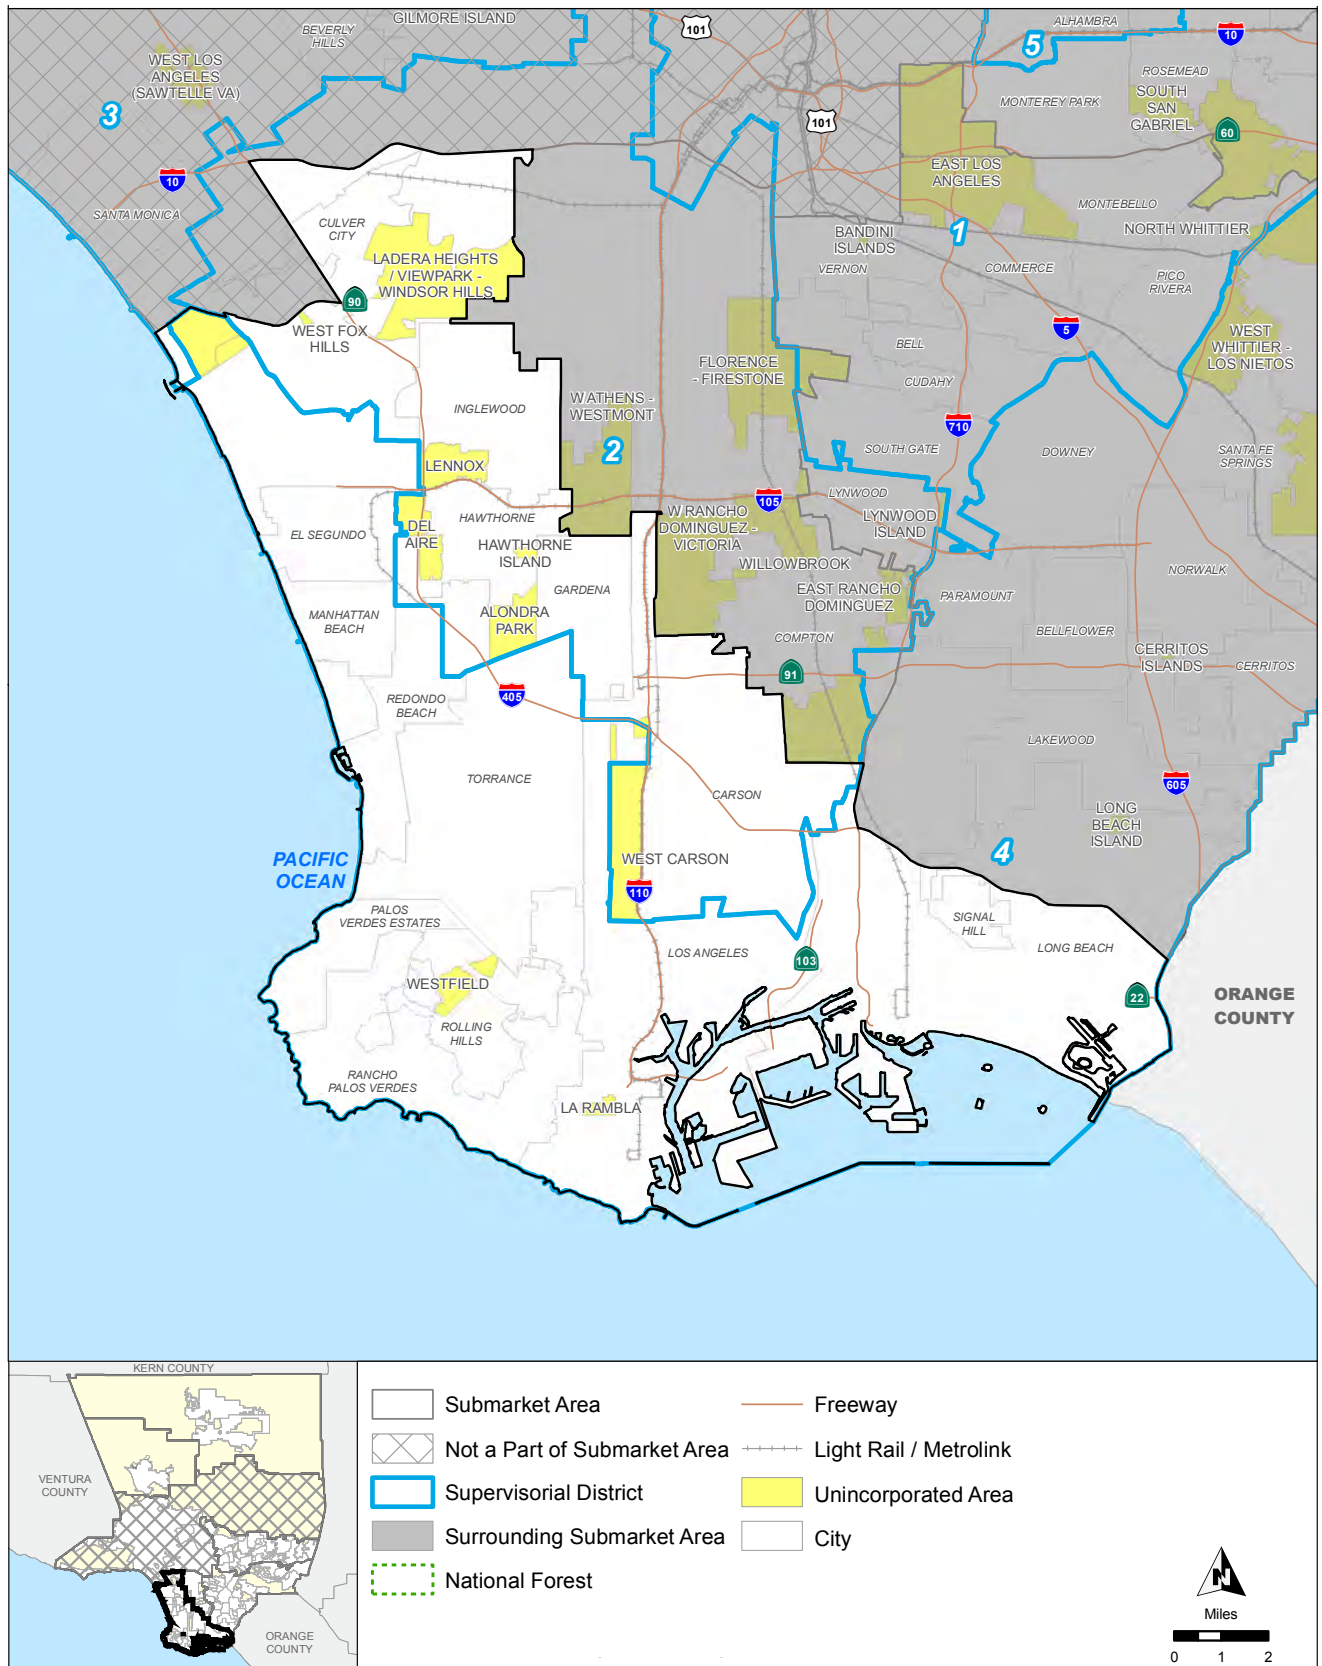 GILMORE ISLAND
BEVERLY
HILLS
101
ALHAMBRA
10
5
WEST LOS
ANGELES
(SAWTELLE VA)
ROSEMEAD
SOUTH
SAN
GABRIEL
MONTEREY PARK
3
101
60
EAST LOS
ANGELES
10
SANTA MONICA
CULVER
CITY
MONTEBELLO
NORTH WHITTIER
BANDINI
ISLANDS
1
LADERA HEIGHTS
/ VIEWPARK -
WINDSOR HILLS
VERNON
COMMERCE
PICO
RIVERA
90
WEST FOX
HILLS
5
BELL
WEST
WHITTIER -
LOS NIETOS
FLORENCE
- FIRESTONE
CUDAHY
W ATHENS -
WESTMONT
INGLEWOOD
710
2
SOUTH GATE
DOWNEY
SANTA FE
SPRINGS
LENNOX
105
LYNWOOD
LYNWOOD
ISLAND
W RANCHO
DOMINGUEZ -
VICTORIA
HAWTHORNE
DEL
AIRE
EL SEGUNDO
HAWTHORNE
ISLAND
WILLOWBROOK
NORWALK
GARDENA
EAST RANCHO
DOMINGUEZ
PARAMOUNT
MANHATTAN
BEACH
ALONDRA
PARK
COMPTON
BELLFLOWER
CERRITOS
ISLANDS
CERRITOS
91
405
REDONDO
BEACH
LAKEWOOD
TORRANCE
CARSON
605
LONG
BEACH
ISLAND
PACIFIC
OCEAN
WEST CARSON
4
110
PALOS
VERDES ESTATES
SIGNAL
HILL
LOS ANGELES
LONG BEACH
103
WESTFIELD
22
ORANGE
COUNTY
ROLLING
HILLS
RANCHO
PALOS VERDES
LA RAMBLA
KERN COUNTY
VENTURA
COUNTY
ORANGE
COUNTY
Submarket Area
Not a Part of Submarket Area
Supervisorial District
Surrounding Submarket Area
National Forest
Freeway
Light Rail / Metrolink
Unincorporated Area
City
N
Miles
0 1 2